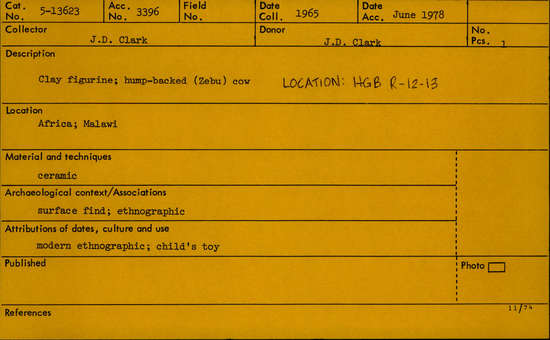 Cat. No. 5-13623 Acc. No. 3396 Field No. Date Coll. 1965 Date Acc. June 1978
Collector J.D. Clark Donor J.D. Clark No. Pcs. 1
Description
Clay figurine; hump-backed (Zebu) cow LOCATION: HGB R-12-13
Location
Africa; Malawi
Material and techniques
ceramic
Archaeological context/Associations
surface find; ethnographic
Attributions of dates, culture and use
modern ethnographic; child's toy
Published Photo
References 11/74